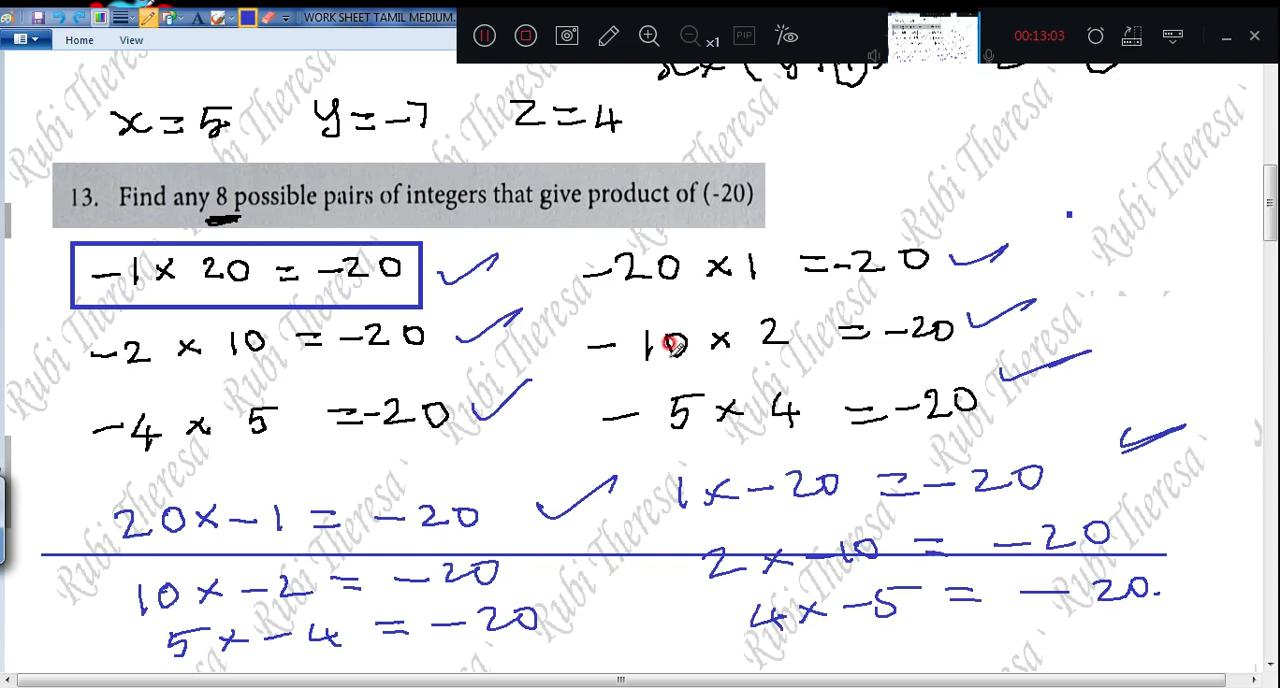 WORK SHEET TAMIL MEDIUM.
x1
PIP
00:13:03
Home View
x = 5 y = -7 z = 4
13. Find any 8 possible pairs of integers that give product of (-20)
-1 × 20 = -20 -20 × 1 = -20
-2 × 10 = -20 -10 × 2 = -20
-4 × 5 = -20 -5 × 4 = -20
20 × -1 = -20 1 × -20 = -20
10 × -2 = -20 2 × -10 = -20
5 × -4 = -20 4 × -5 = -20.
Rubi Theresa